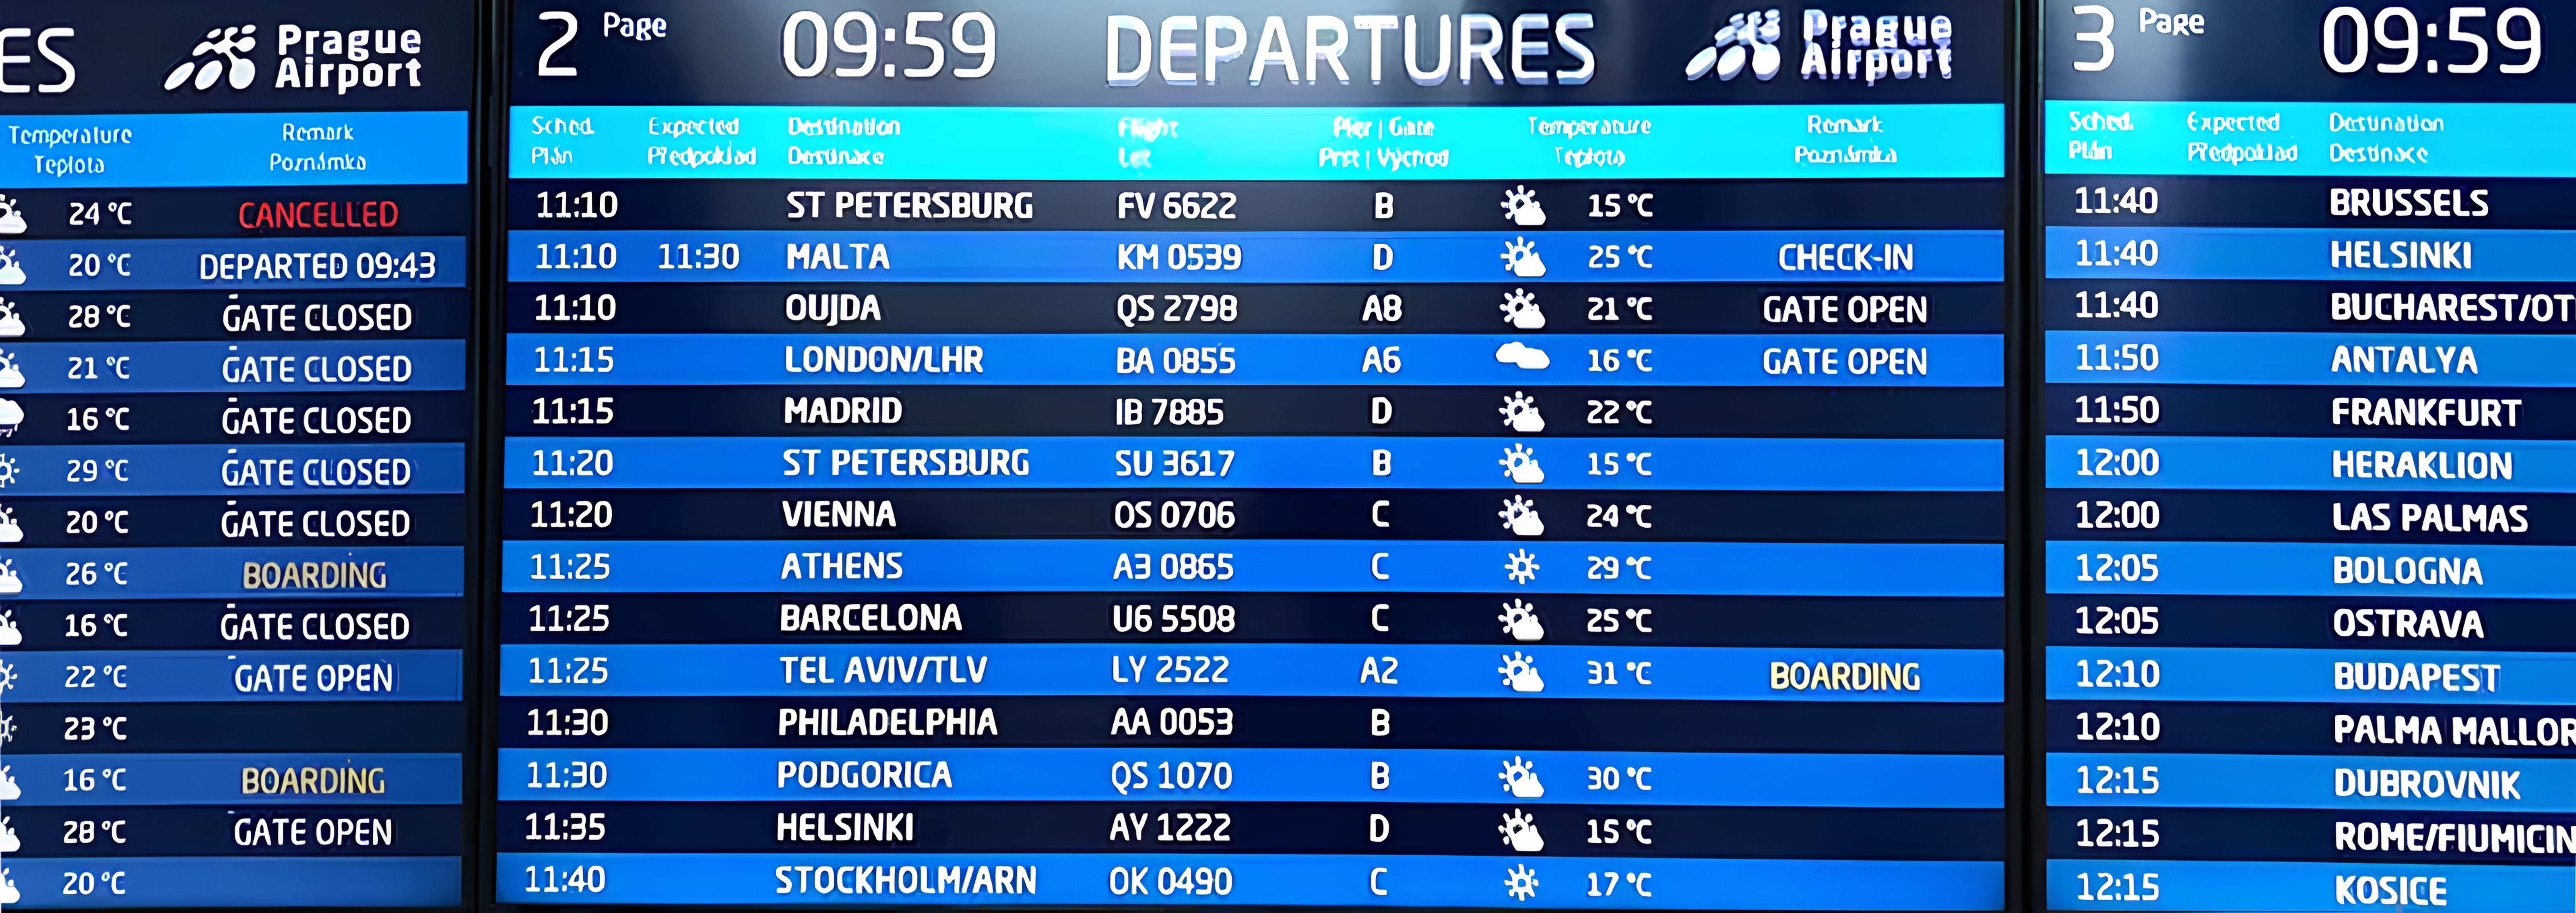 ES Prague Airport
Temperature Remark
Teplota Poznámka
24 °C CANCELLED
20 °C DEPARTED 09:43
28 °C GATE CLOSED
21 °C GATE CLOSED
16 °C GATE CLOSED
29 °C GATE CLOSED
20 °C GATE CLOSED
26 °C BOARDING
16 °C GATE CLOSED
22 °C GATE OPEN
23 °C
16 °C BOARDING
28 °C GATE OPEN
20 °C
2 Page 09:59 DEPARTURES Prague Airport
Sched. Expected Destination Flight Pier | Gate Temperature Remark
Plán Předpoklad Destinace Let Prst | Východ Teplota Poznámka
11:10 ST PETERSBURG FV 6622 B 15 °C
11:10 11:30 MALTA KM 0539 D 25 °C CHECK-IN
11:10 OUJDA QS 2798 A8 21 °C GATE OPEN
11:15 LONDON/LHR BA 0855 A6 16 °C GATE OPEN
11:15 MADRID IB 7885 D 22 °C
11:20 ST PETERSBURG SU 3617 B 15 °C
11:20 VIENNA OS 0706 C 24 °C
11:25 ATHENS A3 0865 C 29 °C
11:25 BARCELONA U6 5508 C 25 °C
11:25 TEL AVIV/TLV LY 2522 A2 31 °C BOARDING
11:30 PHILADELPHIA AA 0053 B
11:30 PODGORICA QS 1070 B 30 °C
11:35 HELSINKI AY 1222 D 15 °C
11:40 STOCKHOLM/ARN OK 0490 C 17 °C
3 Page 09:59
Sched. Expected Destination
Plán Předpoklad Destinace
11:40 BRUSSELS
11:40 HELSINKI
11:40 BUCHAREST/OT
11:50 ANTALYA
11:50 FRANKFURT
12:00 HERAKLION
12:00 LAS PALMAS
12:05 BOLOGNA
12:05 OSTRAVA
12:10 BUDAPEST
12:10 PALMA MALLOR
12:15 DUBROVNIK
12:15 ROME/FIUMICIN
12:15 KOSICE